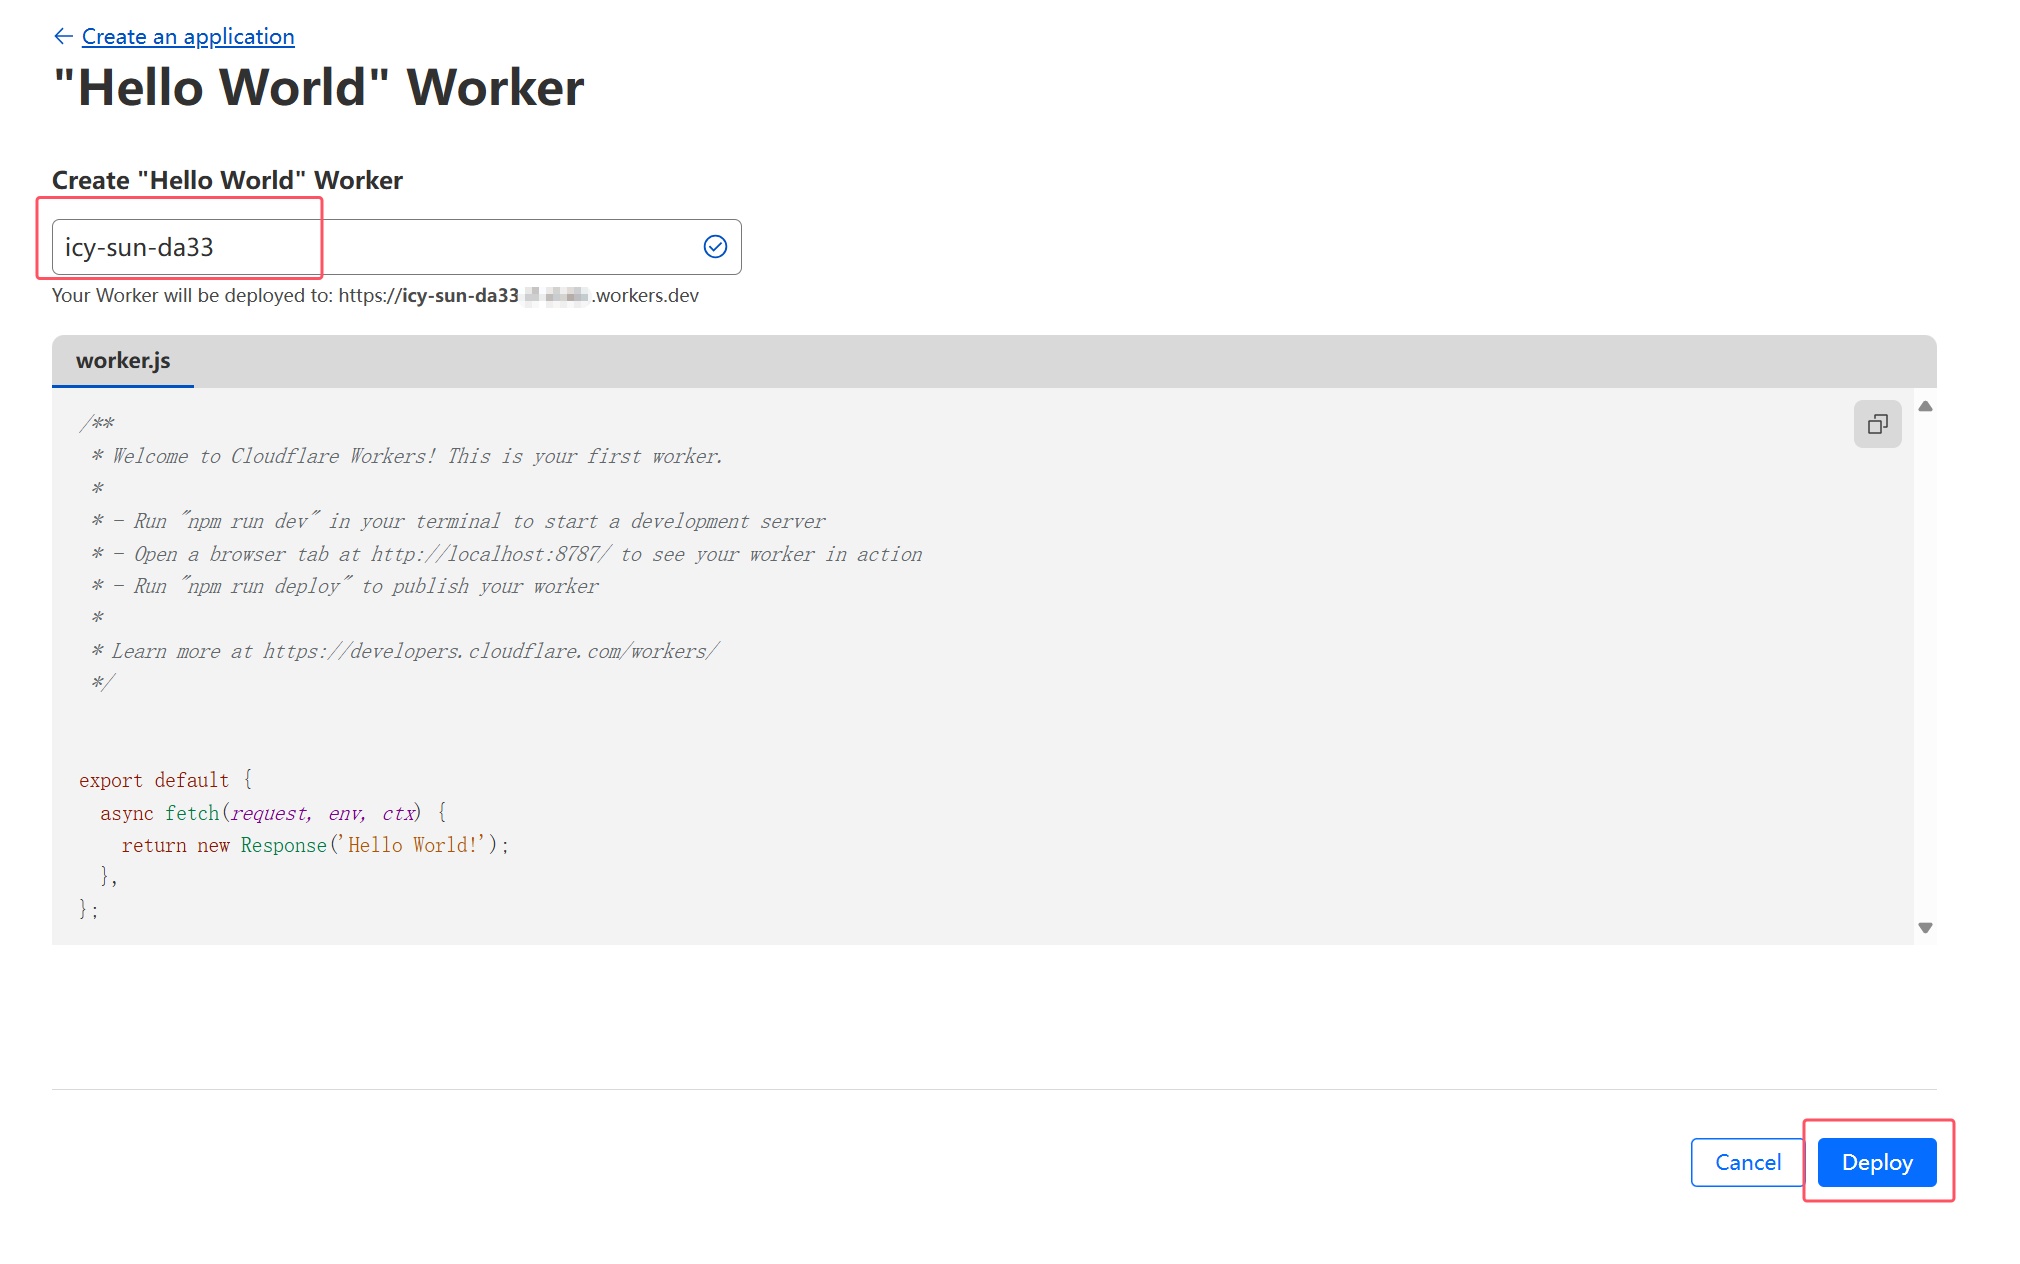 ← Create an application
"Hello World" Worker
Create "Hello World" Worker
icy-sun-da33
Your Worker will be deployed to: https://icy-sun-da33 .workers.dev
worker.js
/**
 * Welcome to Cloudflare Workers! This is your first worker.
 *
 * - Run "npm run dev" in your terminal to start a development server
 * - Open a browser tab at http://localhost:8787/ to see your worker in action
 * - Run "npm run deploy" to publish your worker
 *
 * Learn more at https://developers.cloudflare.com/workers/
 */
export default {
  async fetch(request, env, ctx) {
    return new Response('Hello World!');
  },
};
Cancel
Deploy